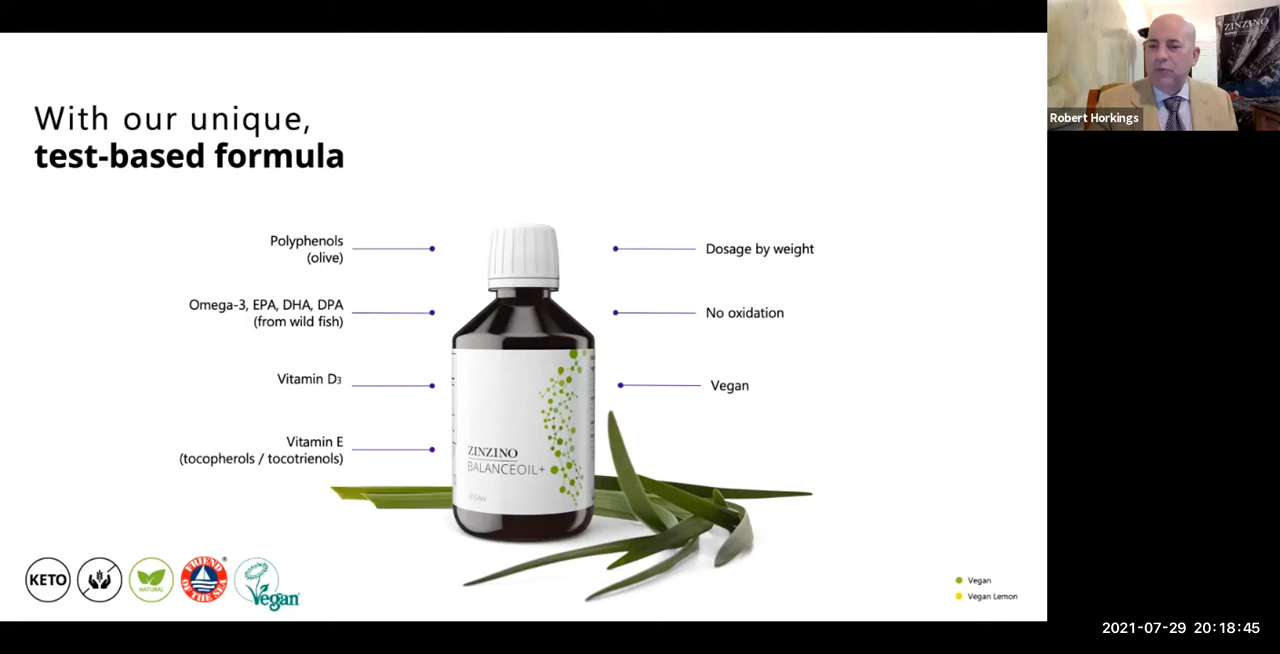 With our unique,
test-based formula
Polyphenols
(olive)
Omega-3, EPA, DHA, DPA
(from wild fish)
Vitamin D3
Vitamin E
(tocopherols / tocotrienols)
Dosage by weight
No oxidation
Vegan
ZINZINO
BALANCEOIL+
VEGAN
KETO
NATURAL
FRIEND
OF THE SEA
Vegan
Vegan
Vegan Lemon
ZINZINO
Robert Horkings
2021-07-29 20:18:45